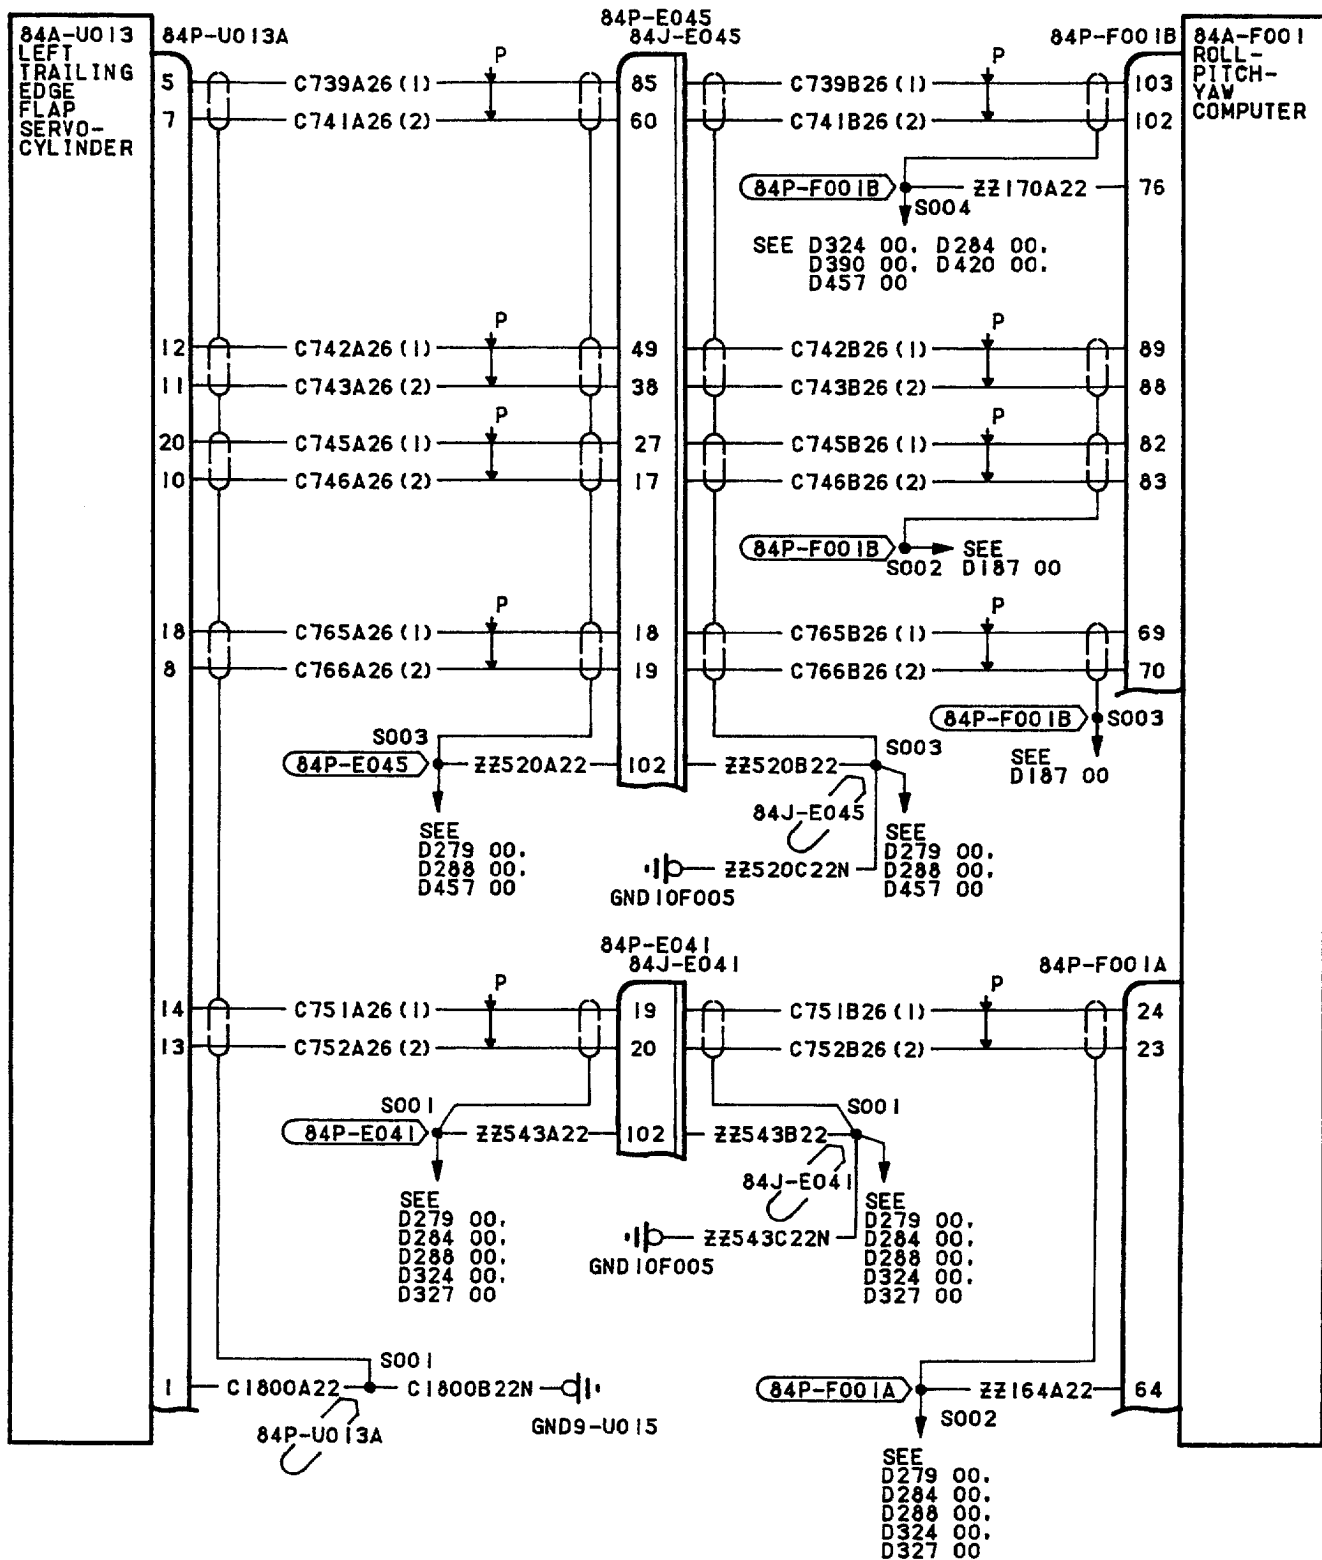 84P-E045
84A-U013 84P-U013A 84J-E045 84P-F001B 84A-F001
LEFT
TRAILING
EDGE
FLAP
SERVO-
CYLINDER
ROLL-
PITCH-
YAW
COMPUTER
P P
5 C739A26(1) 85 C739B26(1) 103
7 C741A26(2) 60 C741B26(2) 102
84P-F001B ZZ170A22 76
S004
SEE D324 00, D284 00,
D390 00, D420 00,
D457 00
P P
12 C742A26(1) 49 C742B26(1) 89
11 C743A26(2) 38 C743B26(2) 88
P P
20 C745A26(1) 27 C745B26(1) 82
10 C746A26(2) 17 C746B26(2) 83
84P-F001B SEE
S002 D187 00
P P
18 C765A26(1) 18 C765B26(1) 69
8 C766A26(2) 19 C766B26(2) 70
84P-F001B S003
SEE
D187 00
S003 S003
84P-E045 ZZ520A22 102 ZZ520B22
84J-E045
SEE
D279 00,
D288 00,
D457 00
SEE
D279 00,
D288 00,
D457 00
ZZ520C22N
GND10F005
84P-E041
84J-E041 84P-F001A
P P
14 C751A26(1) 19 C751B26(1) 24
13 C752A26(2) 20 C752B26(2) 23
S001 S001
84P-E041 ZZ543A22 102 ZZ543B22
84J-E041
SEE
D279 00,
D284 00,
D288 00,
D324 00,
D327 00
SEE
D279 00,
D284 00,
D288 00,
D324 00,
D327 00
ZZ543C22N
GND10F005
S001
1 C1800A22 C1800B22N
84P-U013A GND9-U015
84P-F001A ZZ164A22 64
S002
SEE
D279 00,
D284 00,
D288 00,
D324 00,
D327 00